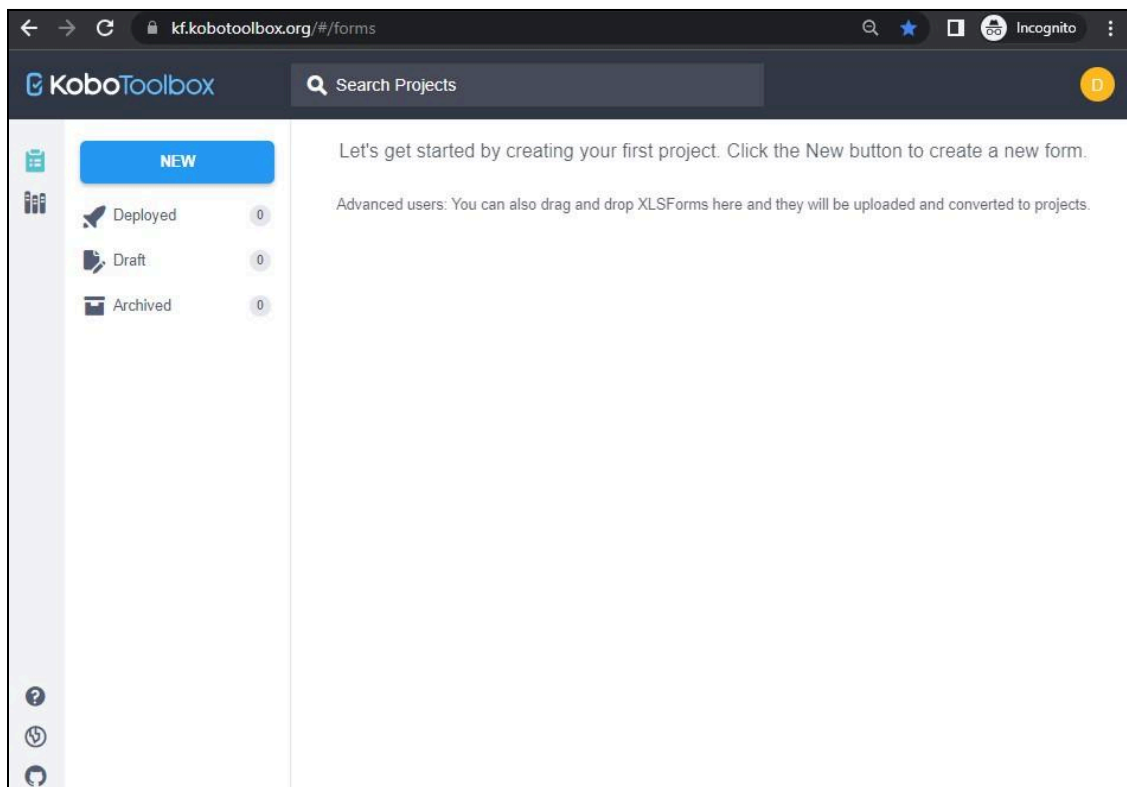 kf.kobotoolbox.org/#/forms
Incognito
KoboToolbox
Search Projects
D
NEW
Let's get started by creating your first project. Click the New button to create a new form.
Advanced users: You can also drag and drop XLSForms here and they will be uploaded and converted to projects.
Deployed 0
Draft 0
Archived 0